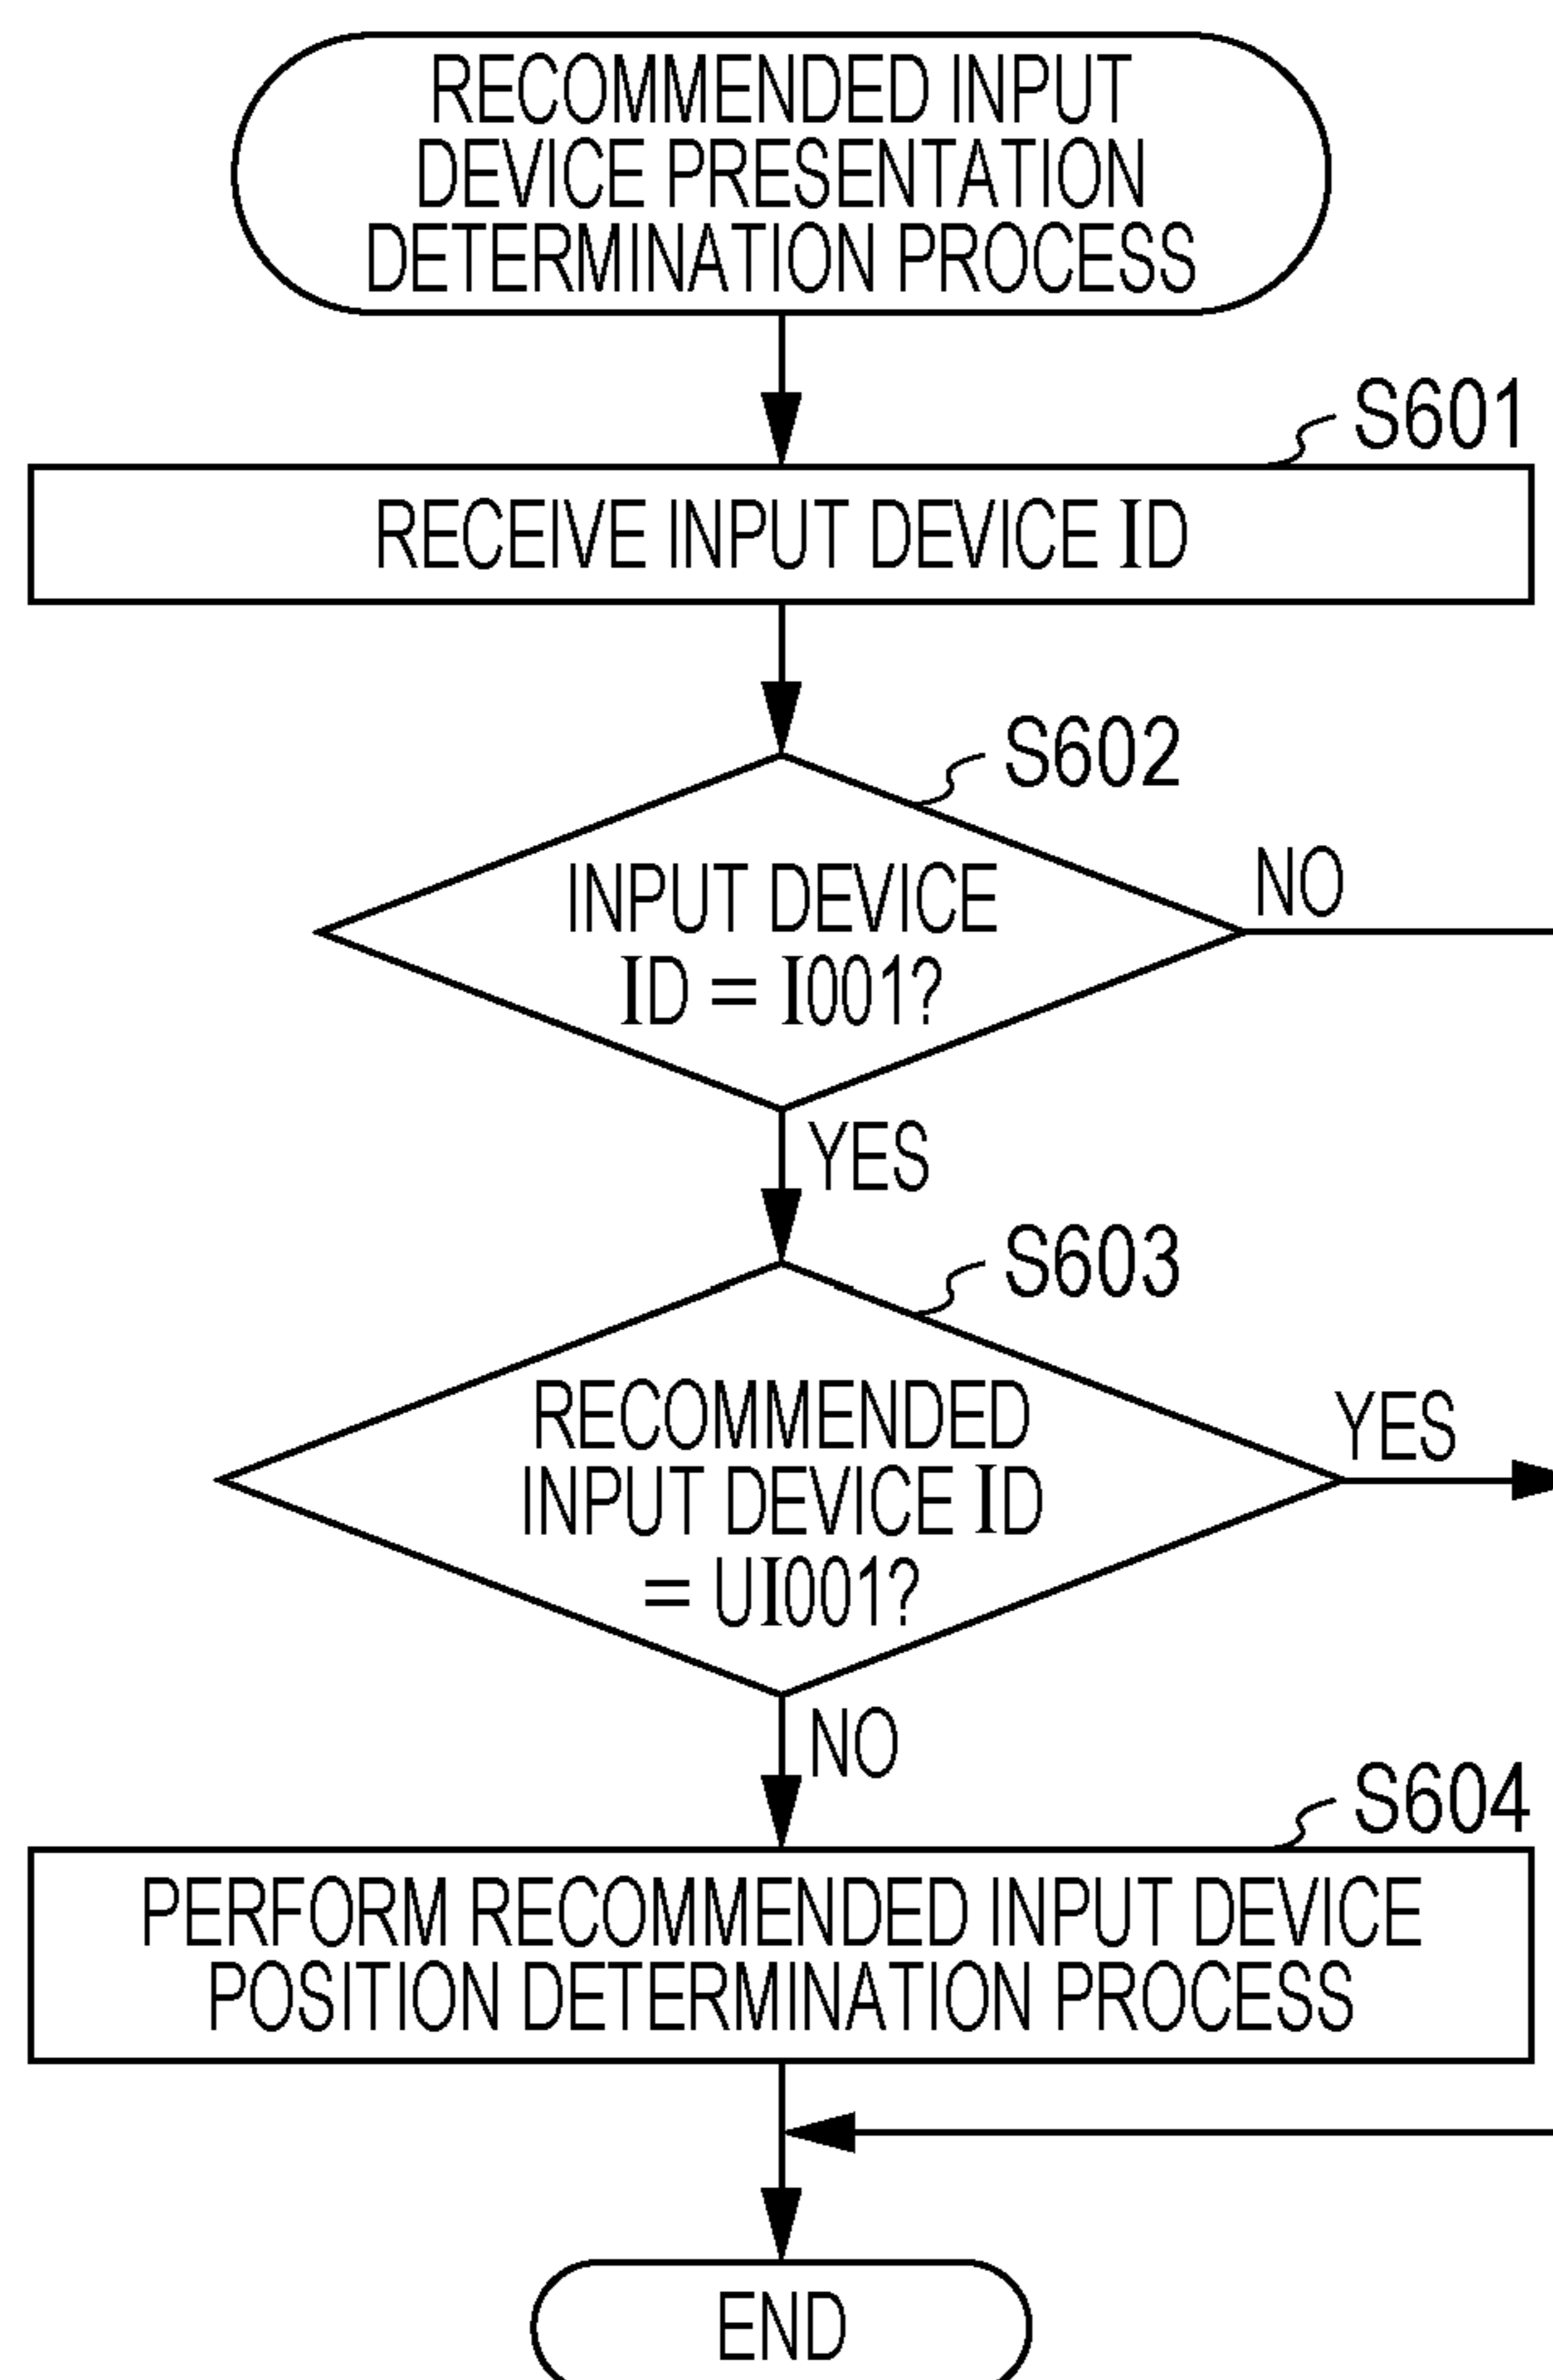 RECOMMENDED INPUT
DEVICE PRESENTATION
DETERMINATION PROCESS
S601
RECEIVE INPUT DEVICE ID
S602
INPUT DEVICE
ID = I001?
NO
YES
S603
RECOMMENDED
INPUT DEVICE ID
= UI001?
YES
NO
S604
PERFORM RECOMMENDED INPUT DEVICE
POSITION DETERMINATION PROCESS
END